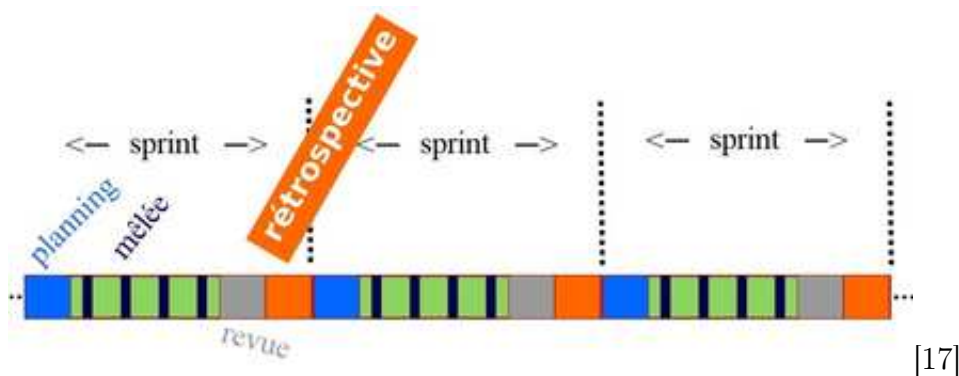 rétrospective
<— sprint —>
<— sprint —>
<— sprint —>
planning
mêlée
revue
[17]